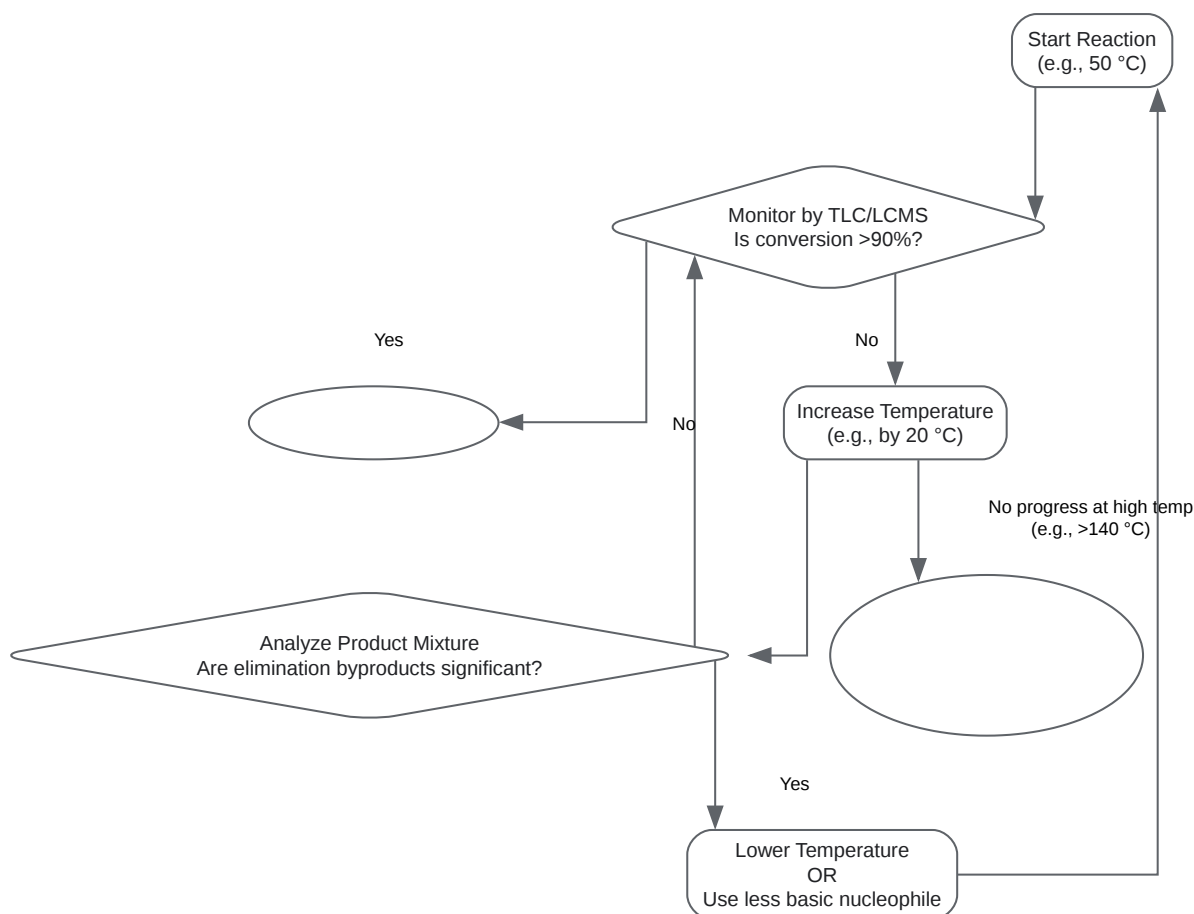 Start Reaction
(e.g., 50 °C)
Monitor by TLC/LCMS
Is conversion >90%?
Yes
No
Increase Temperature
(e.g., by 20 °C)
No
No progress at high temp
(e.g., >140 °C)
Analyze Product Mixture
Are elimination byproducts significant?
Yes
Lower Temperature
OR
Use less basic nucleophile